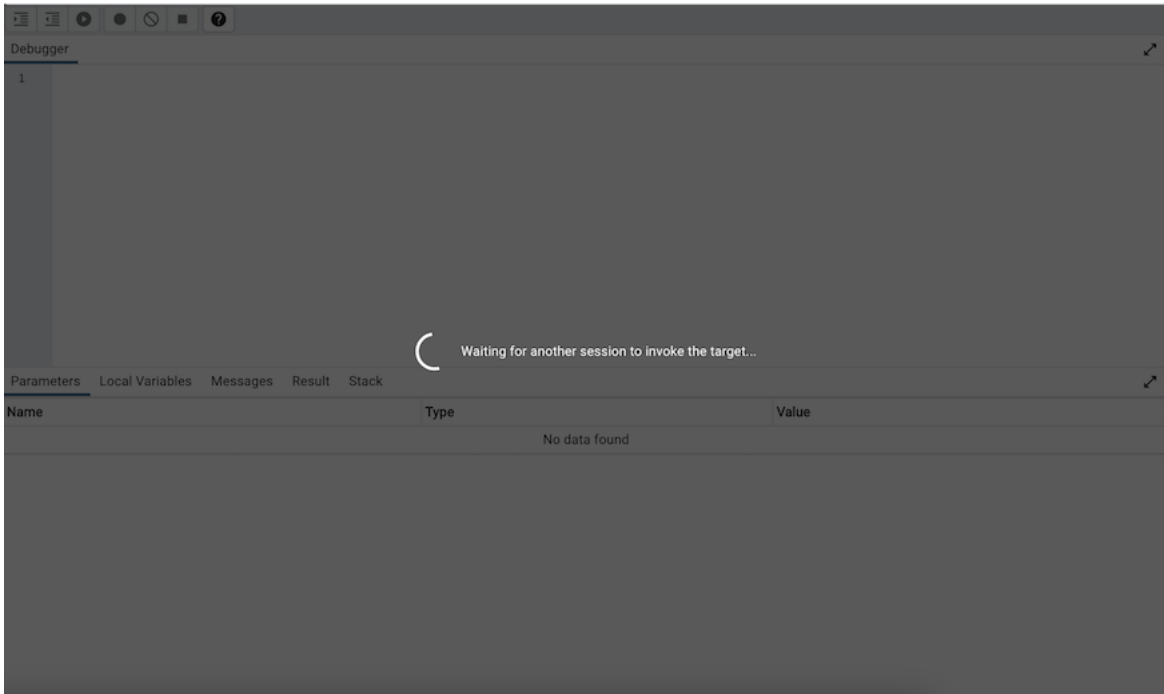 Debugger
1
Waiting for another session to invoke the target...
Parameters Local Variables Messages Result Stack
Name Type Value
No data found